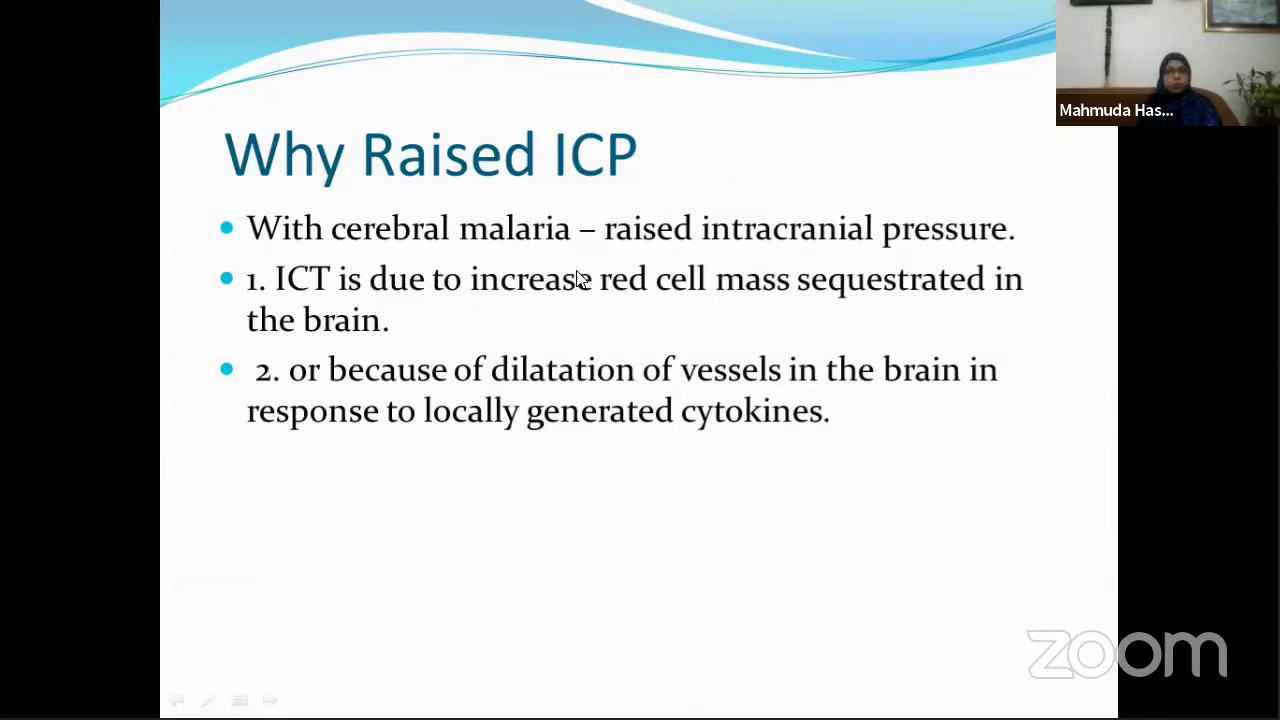 Mahmuda Has...
Why Raised ICP
With cerebral malaria – raised intracranial pressure.
1. ICT is due to increase red cell mass sequestrated in
the brain.
2. or because of dilatation of vessels in the brain in
response to locally generated cytokines.
zoom